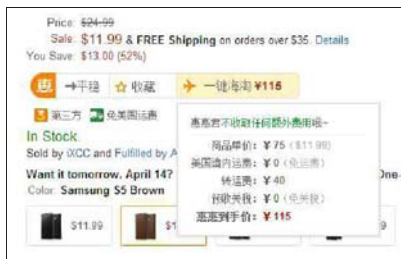 Price: $24.99
Sale: $11.99 & FREE Shipping on orders over $35. Details
You Save: $13.00 (52%)
惠 →平稳 ☆ 收藏 一键海淘 ¥115
第三方 免美国运费
In Stock.
Sold by iXCC and Fulfilled by A
Want it tomorrow, April 14? One-
Color: Samsung S5 Brown
$11.99 $1 9
惠惠君不收取任何额外费用哦~
商品单价: ¥75 ($11.99)
美国境内运费: ¥0 (免运费)
转运费: ¥40
预收关税: ¥0 (免关税)
惠惠到手价: ¥115